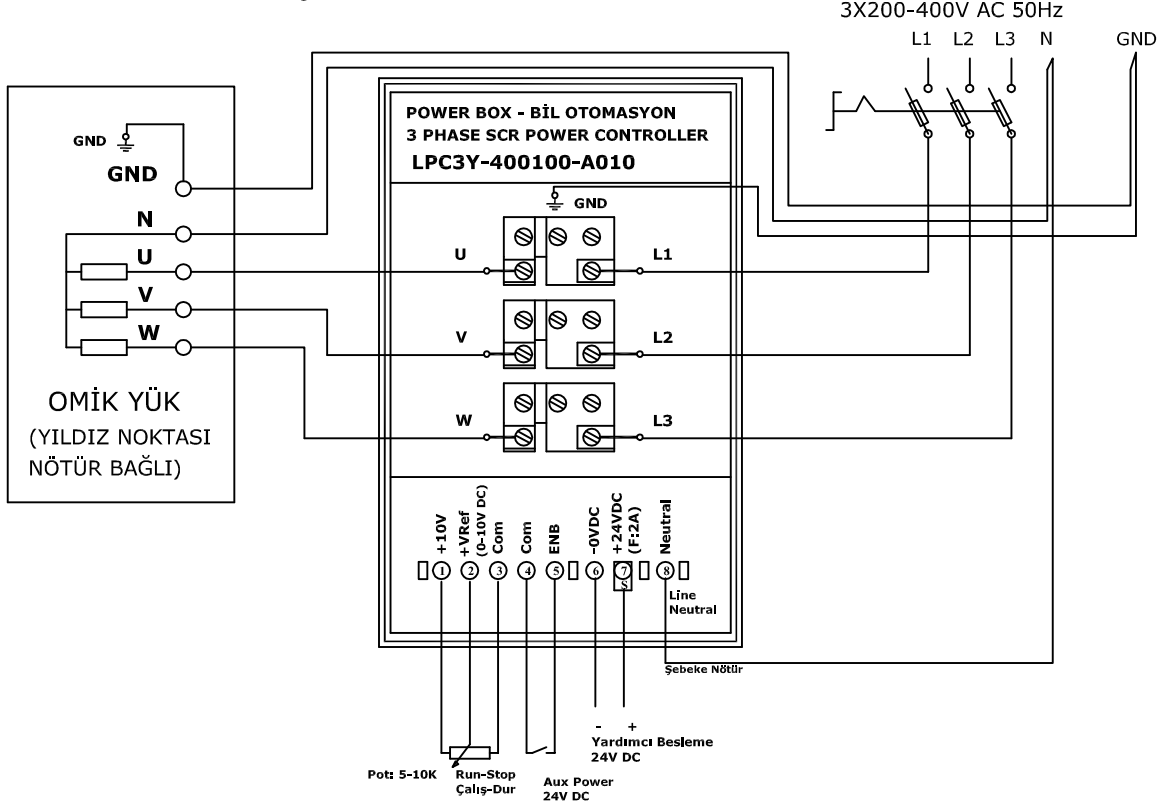 3X200-400V AC 50Hz
L1 L2 L3 N GND
POWER BOX - BİL OTOMASYON
3 PHASE SCR POWER CONTROLLER
LPC3Y-400100-A010
GND
GND
N
U
V
W
OMİK YÜK
(YILDIZ NOKTASI
NÖTÜR BAĞLI)
GND
U L1
V L2
W L3
+10V
+VRef
(0-10V DC)
Com
Com
ENB
-0VDC
+24VDC
(F:2A)
Neutral
1 2 3 4 5 6 7 8
S
Line
Neutral
Şebeke Nötür
- +
Yardımcı Besleme
24V DC
Pot: 5-10K
Run-Stop
Çalış-Dur
Aux Power
24V DC